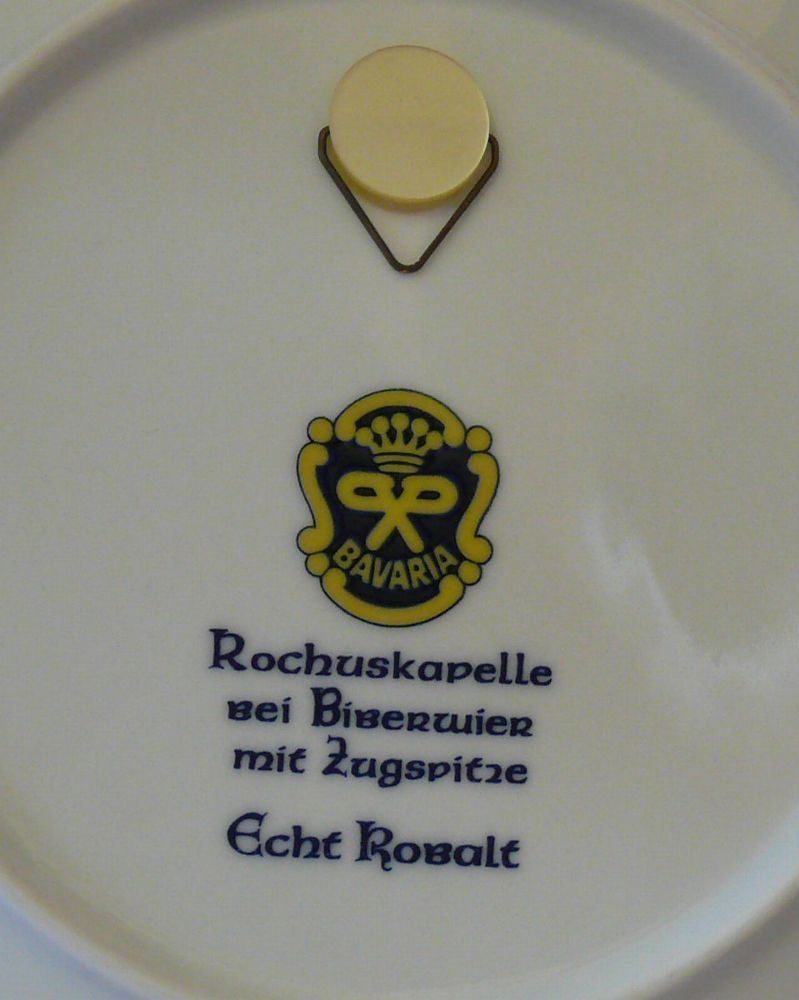 BAVARIA
Rochuskapelle
bei Biberwier
mit Zugspitze
Echt Kobalt